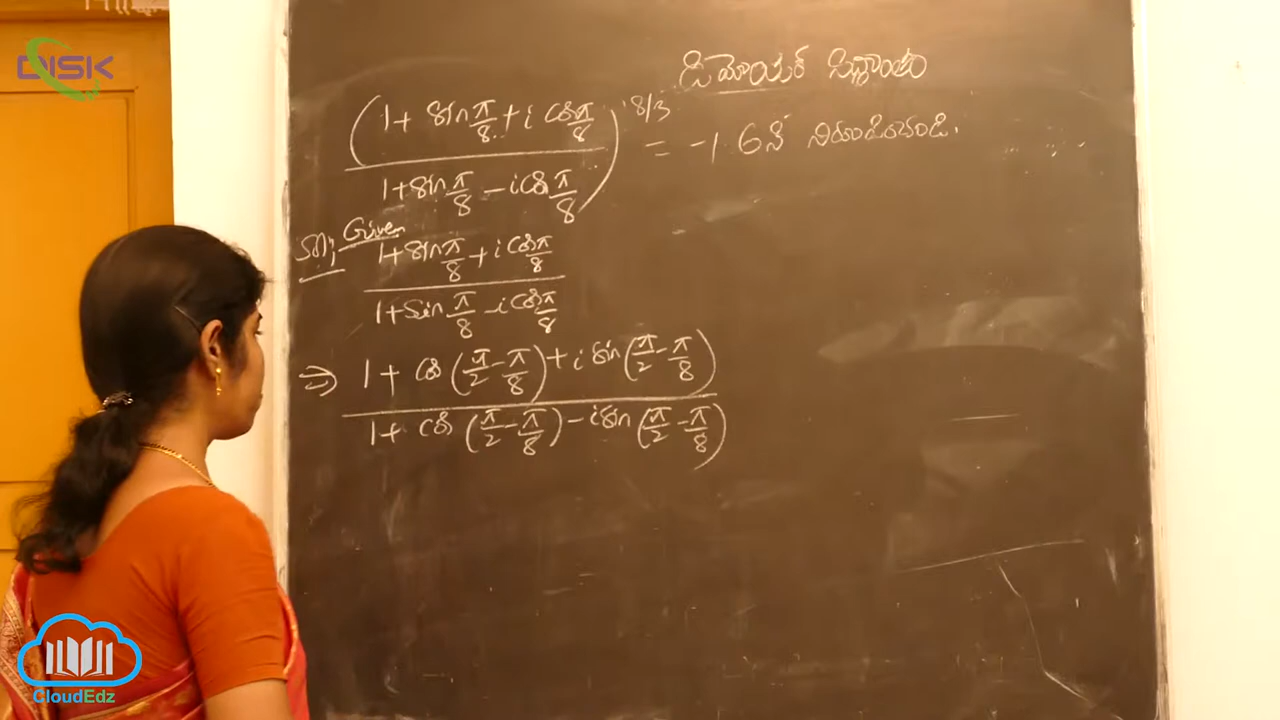 DISK
డిమోయర్ సిద్ధాంతం
(1 + sin π/8 + i cos π/8 / 1 + sin π/8 - i cos π/8)^8/3 = -1 ని నిరూపించండి.
Sol; Given
1 + sin π/8 + i cos π/8
1 + sin π/8 - i cos π/8
⇒ 1 + cos (π/2 - π/8) + i sin (π/2 - π/8)
1 + cos (π/2 - π/8) - i sin (π/2 - π/8)
CloudEdz